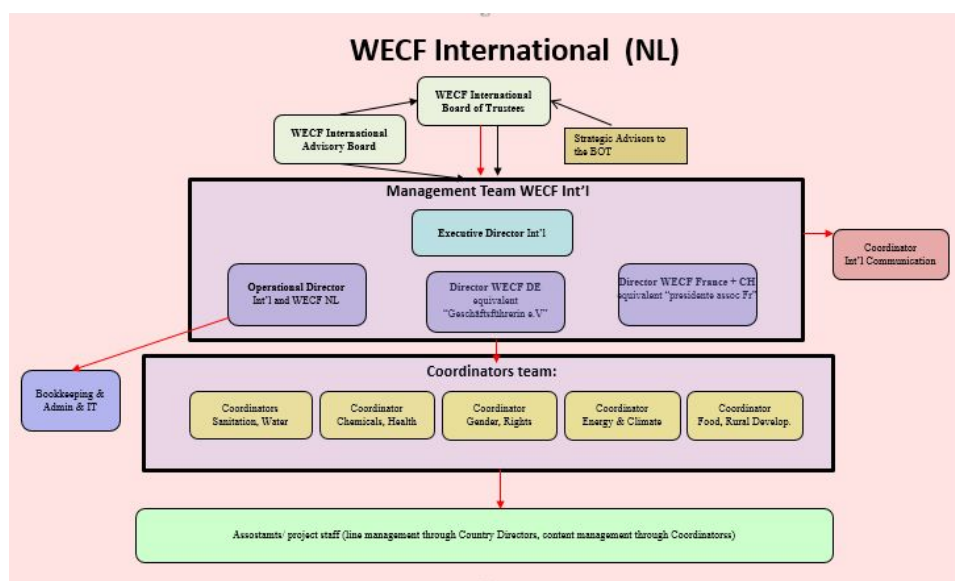 WECF International (NL)
WECF International
Board of Trustees
WECF International
Advisory Board
Strategic Advisors to
the BOT
Management Team WECF Int'l
Executive Director Int'l
Coordinator
Int'l Communication
Operational Director
Int'l and WECF NL
Director WECF DE
equivalent
“Geschäftsführerin e.V”
Director WECF France + CH
equivalent “presidente assoc Fr”
Bookkeeping &
Admin & IT
Coordinators team:
Coordinators
Sanitation, Water
Coordinator
Chemicals, Health
Coordinator
Gender, Rights
Coordinator
Energy & Climate
Coordinator
Food, Rural Develop.
Assostamts/ project staff (line management through Country Directors, content management through Coordinatorss)